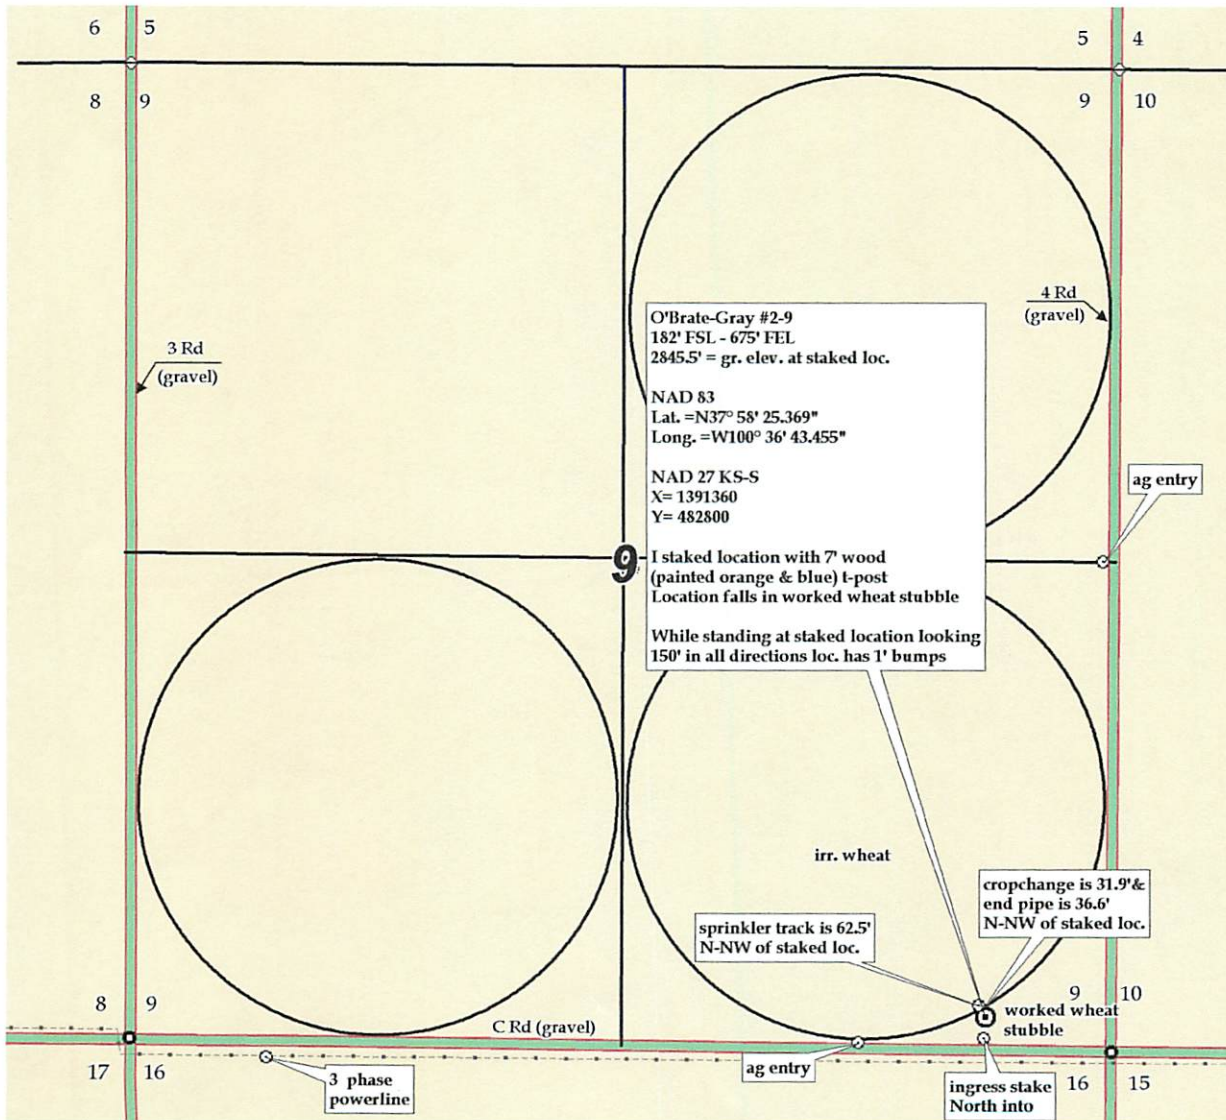 6 5
5 4
8 9
9 10
3 Rd
(gravel)
4 Rd
(gravel)
O'Brate-Gray #2-9
182' FSL - 675' FEL
2845.5' = gr. elev. at staked loc.
NAD 83
Lat. =N37° 58' 25.369"
Long. =W100° 36' 43.455"
NAD 27 KS-S
X= 1391360
Y= 482800
I staked location with 7' wood
(painted orange & blue) t-post
Location falls in worked wheat stubble
While standing at staked location looking
150' in all directions loc. has 1' bumps
ag entry
9
irr. wheat
cropchange is 31.9'&
end pipe is 36.6'
N-NW of staked loc.
sprinkler track is 62.5'
N-NW of staked loc.
8 9
9 10
C Rd (gravel)
worked wheat
stubble
17 16
3 phase
powerline
ag entry
ingress stake
North into
16 15